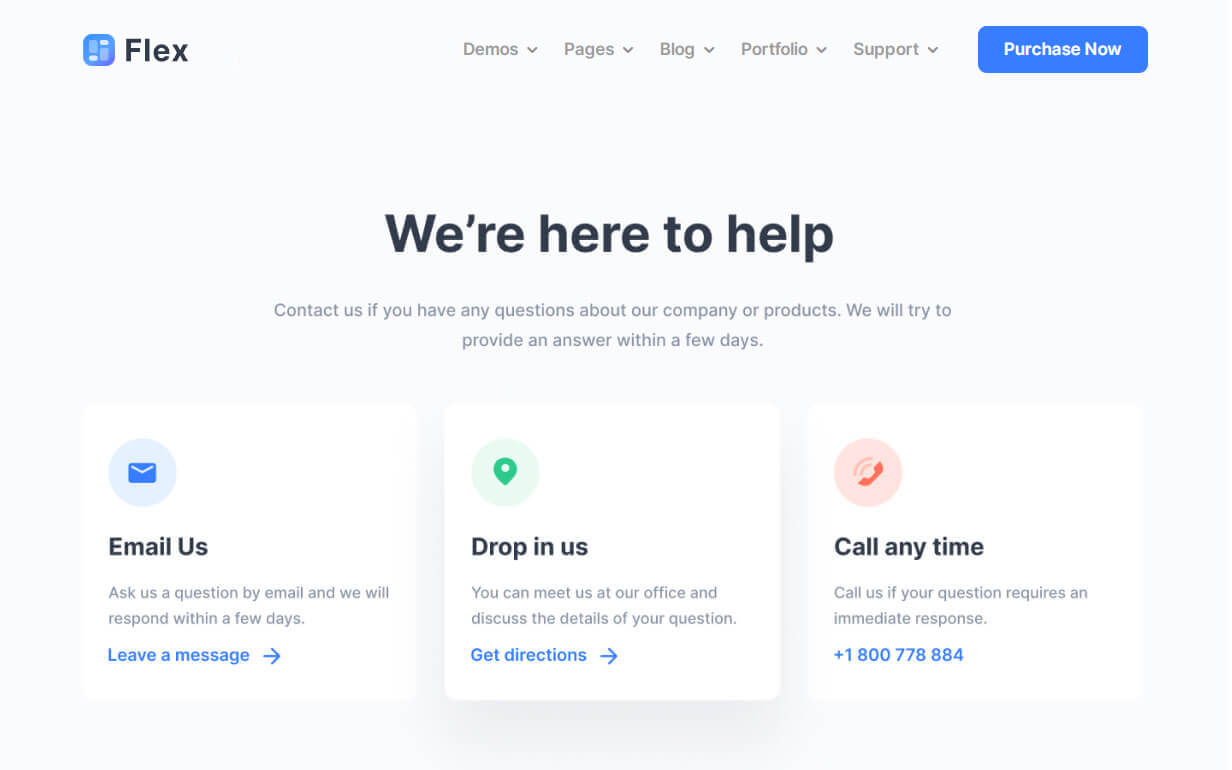 Flex
Demos
Pages
Blog
Portfolio
Support
Purchase Now
We’re here to help
Contact us if you have any questions about our company or products. We will try to
provide an answer within a few days.
Email Us
Ask us a question by email and we will
respond within a few days.
Leave a message
Drop in us
You can meet us at our office and
discuss the details of your question.
Get directions
Call any time
Call us if your question requires an
immediate response.
+1 800 778 884